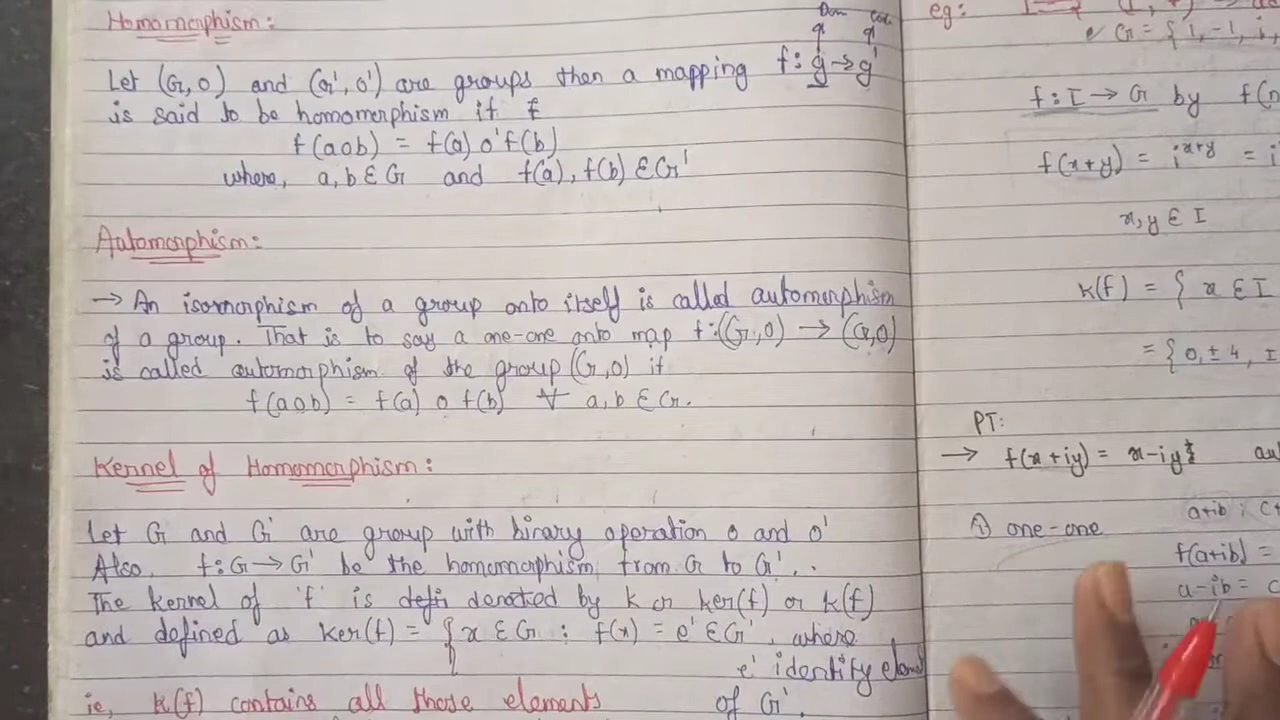 Homomorphism:
Let (G,o) and (G',o') are groups then a mapping f: g→g'
is said to be homomorphism if f
f(aob) = f(a) o' f(b)
where, a,b ∈ G and f(a), f(b) ∈ G'
Automorphism:
→ An isomorphism of a group onto itself is called automorphism
of a group. That is to say a one-one onto map f:(G,o) → (G,o)
is called automorphism of the group (G,o) if
f(aob) = f(a) o f(b) ∀ a,b ∈ G.
Kernel of Homomorphism:
Let G and G' are group with binary operation o and o'
Also, f:G→G' be the homomorphism from G to G'.
The kernel of 'f' is defi denoted by k or ker(f) or k(f)
and defined as ker(f) = { x ∈ G : f(x) = e' ∈ G', where
e' identity elem
of G'.
ie, k(f) contains all those elements
eg:
G = {1, -1, i,
f: I → G by f(n
f(x+y) = i^x+y = i
x,y ∈ I
k(f) = { x ∈ I
= { 0, ± 4, I
PT:
→ f(x+iy) = x-iy
① one-one
a+ib ; c+
f(a+ib) =
a-ib = c